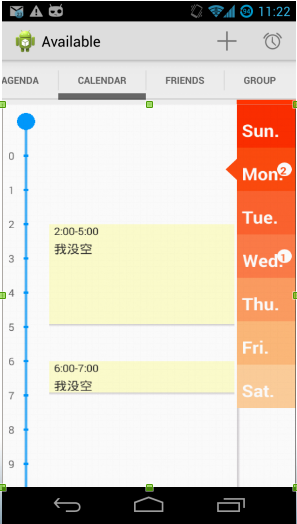 94 11:22
Available
AGENDA CALENDAR FRIENDS GROUP
Sun.
0
Mon. 2
1
Tue.
2
2:00-5:00
我没空
3
Wed. 1
4
Thu.
5
Fri.
6
6:00-7:00
我没空
Sat.
7
8
9